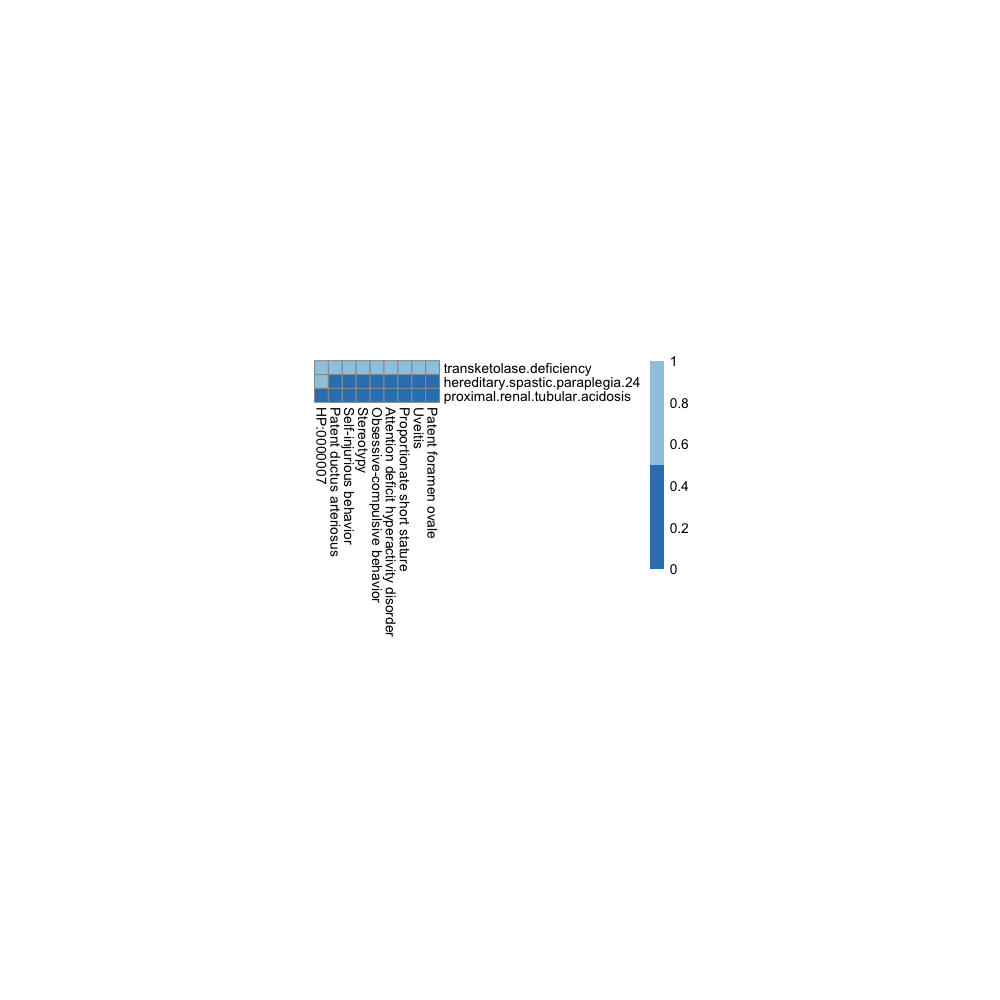 transketolase.deficiency
hereditary.spastic.paraplegia.24
proximal.renal.tubular.acidosis
HP:0000007
Patent ductus arteriosus
Self-injurious behavior
Stereotypy
Obsessive-compulsive behavior
Attention deficit hyperactivity disorder
Proportionate short stature
Uveitis
Patent foramen ovale
1
0.8
0.6
0.4
0.2
0